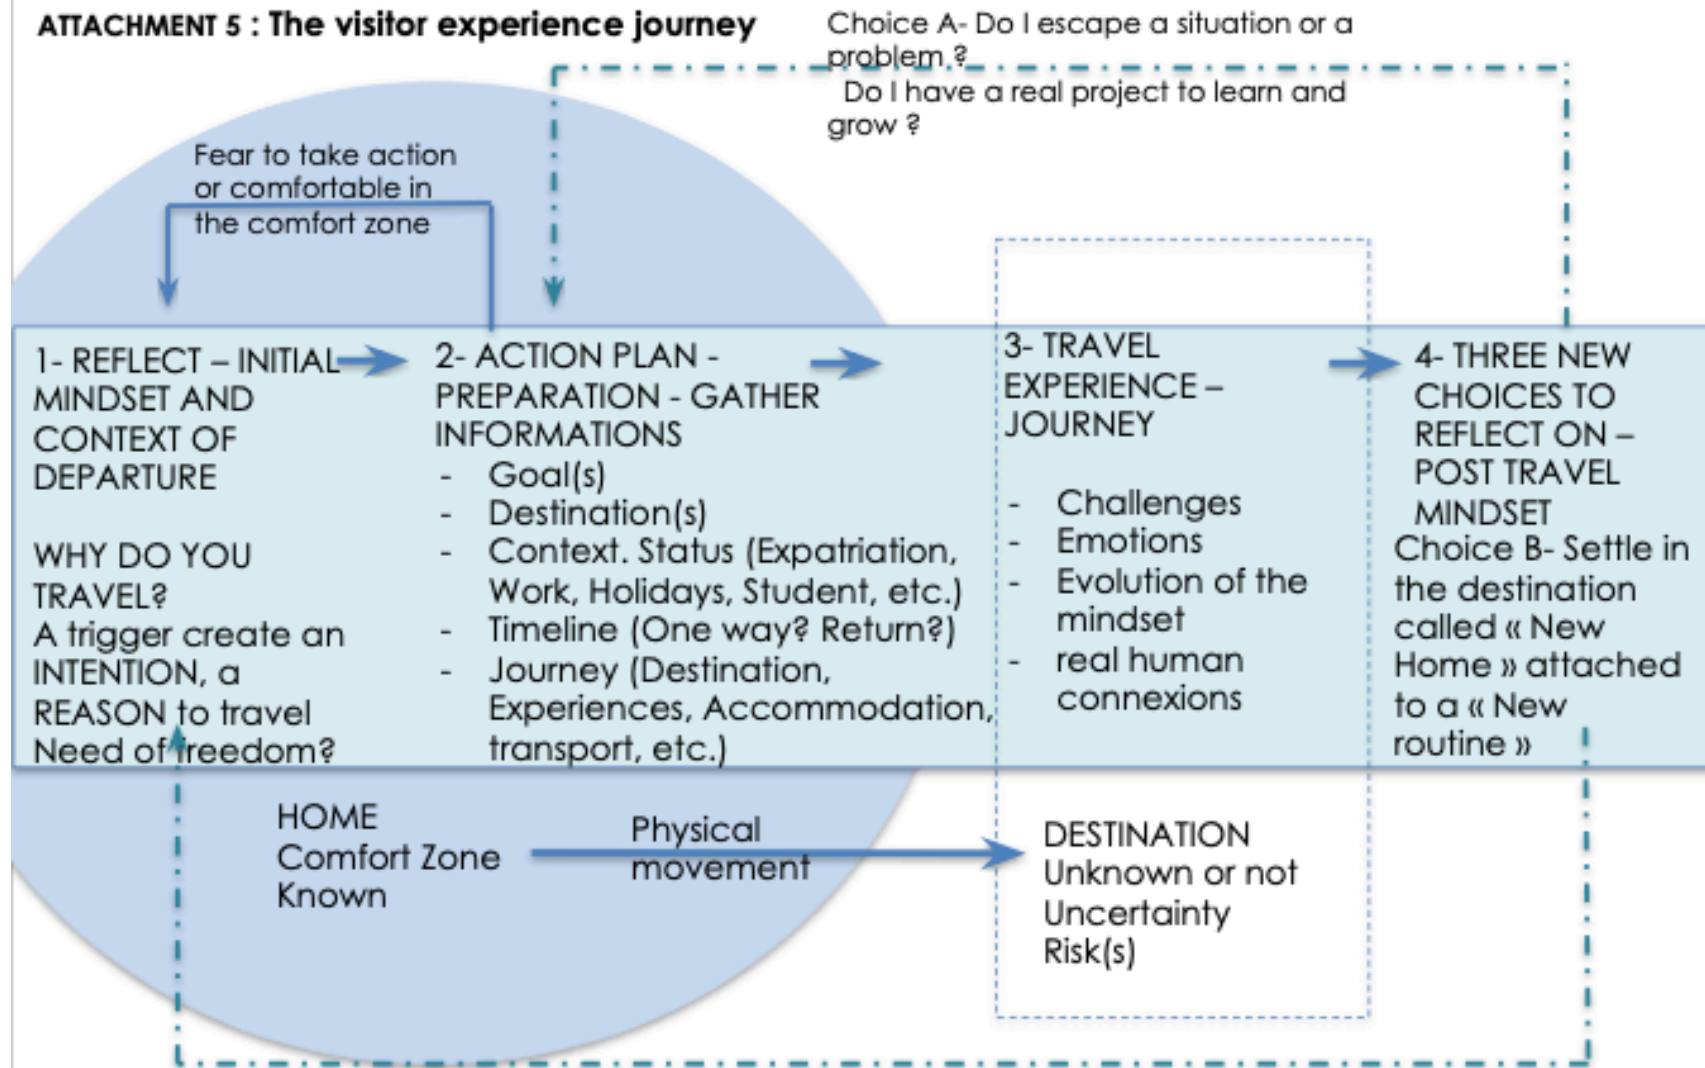 ATTACHMENT 5 : The visitor experience journey
Choice A- Do I escape a situation or a
problem ?
Do I have a real project to learn and
grow ?
Fear to take action
or comfortable in
the comfort zone
1- REFLECT – INITIAL
MINDSET AND
CONTEXT OF
DEPARTURE
WHY DO YOU
TRAVEL?
A trigger create an
INTENTION, a
REASON to travel
Need of freedom?
2- ACTION PLAN -
PREPARATION - GATHER
INFORMATIONS
- Goal(s)
- Destination(s)
- Context. Status (Expatriation,
Work, Holidays, Student, etc.)
- Timeline (One way? Return?)
- Journey (Destination,
Experiences, Accommodation,
transport, etc.)
3- TRAVEL
EXPERIENCE –
JOURNEY
- Challenges
- Emotions
- Evolution of the
mindset
- real human
connexions
4- THREE NEW
CHOICES TO
REFLECT ON –
POST TRAVEL
MINDSET
Choice B- Settle in
the destination
called « New
Home » attached
to a « New
routine »
HOME
Comfort Zone
Known
Physical
movement
DESTINATION
Unknown or not
Uncertainty
Risk(s)